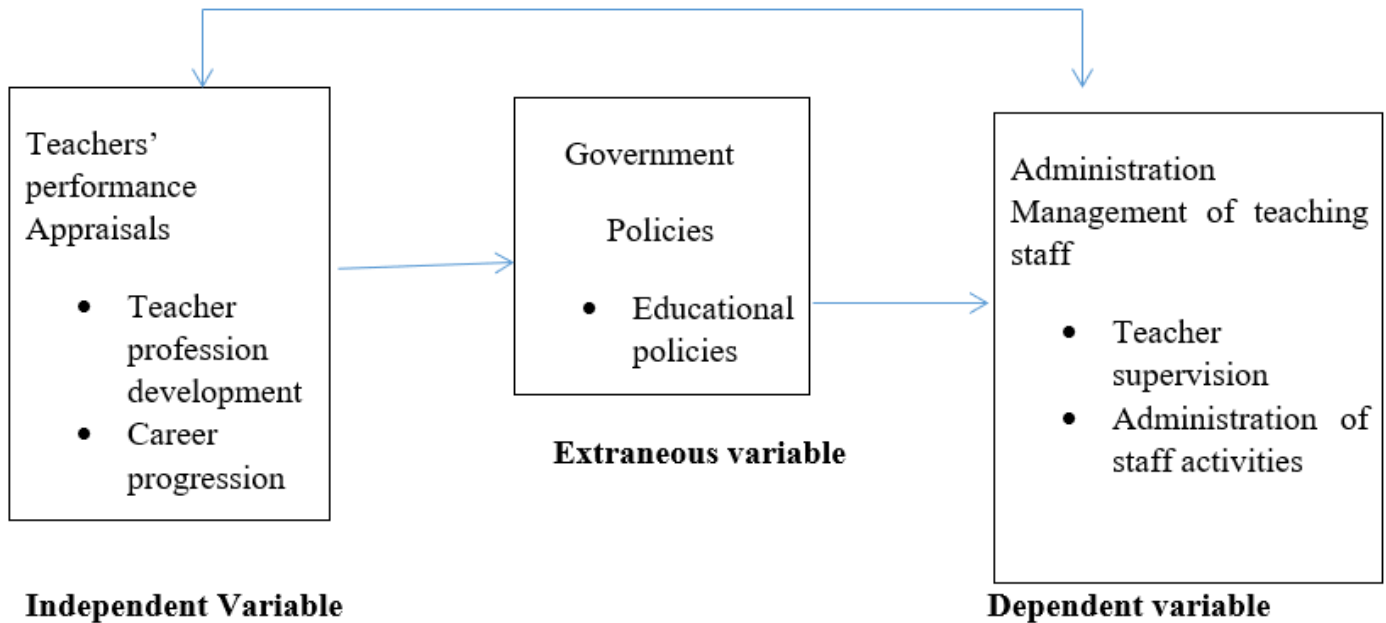 Teachers’
performance
Appraisals
• Teacher
profession
development
• Career
progression
Independent Variable
Government
Policies
• Educational
policies
Extraneous variable
Administration
Management of teaching
staff
• Teacher
supervision
• Administration of
staff activities
Dependent variable